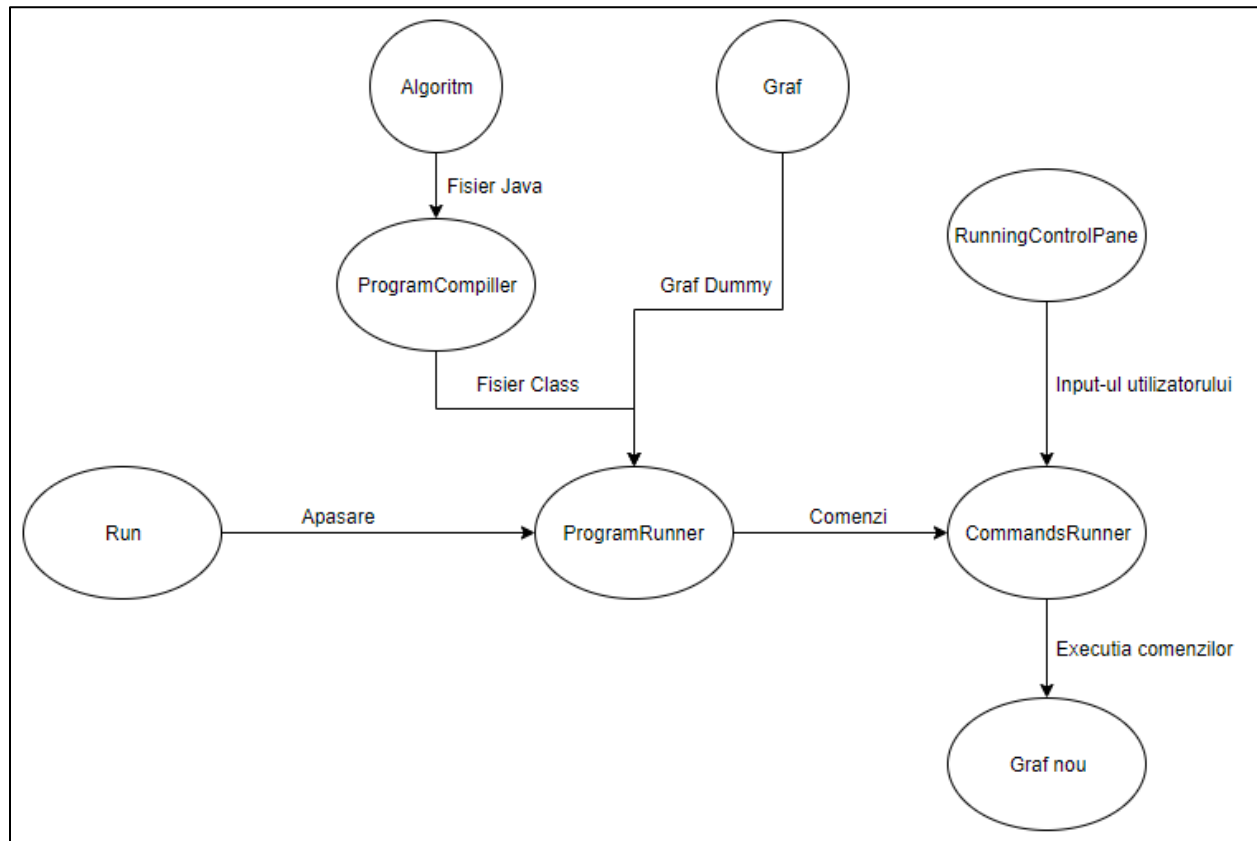 Algoritm
Graf
Fisier Java
RunningControlPane
ProgramCompiller
Graf Dummy
Fisier Class
Input-ul utilizatorului
Run
Apasare
ProgramRunner
Comenzi
CommandsRunner
Executia comenzilor
Graf nou